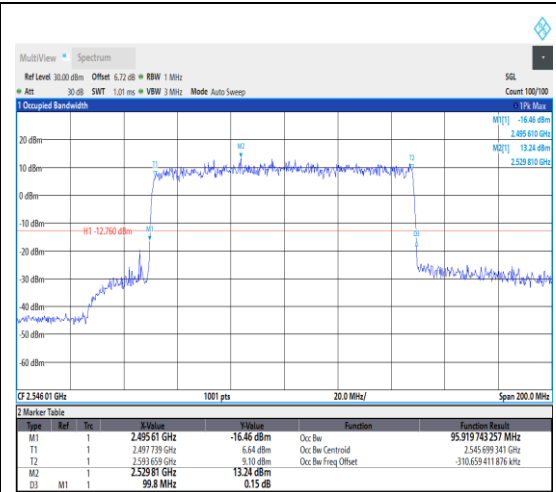 MultiView Spectrum
Ref Level 30.00 dBm Offset 6.72 dB RBW 1 MHz SGL
Att 30 dB SWT 1.01 ms VBW 3 MHz Mode Auto Sweep Count 100/100
1 Occupied Bandwidth 1Pk Max
M1[1] -16.46 dBm
2.495 610 GHz
M2[1] 13.24 dBm
2.529 810 GHz
20 dBm
10 dBm
0 dBm
-10 dBm
-20 dBm
-30 dBm
-40 dBm
-50 dBm
-60 dBm
T1
M2
T2
H1 -12.760 dBm
M1
D3
CF 2.546 01 GHz 1001 pts 20.0 MHz/ Span 200.0 MHz
2 Marker Table
Type Ref Trc X-Value Y-Value Function Function Result
M1 1 2.495 61 GHz -16.46 dBm Occ Bw 95.919 743 257 MHz
T1 1 2.497 739 GHz 6.64 dBm Occ Bw Centroid 2.545 699 341 GHz
T2 1 2.593 659 GHz 9.10 dBm Occ Bw Freq Offset -310.659 411 876 kHz
M2 1 2.529 81 GHz 13.24 dBm
D3 M1 1 99.8 MHz 0.15 dB